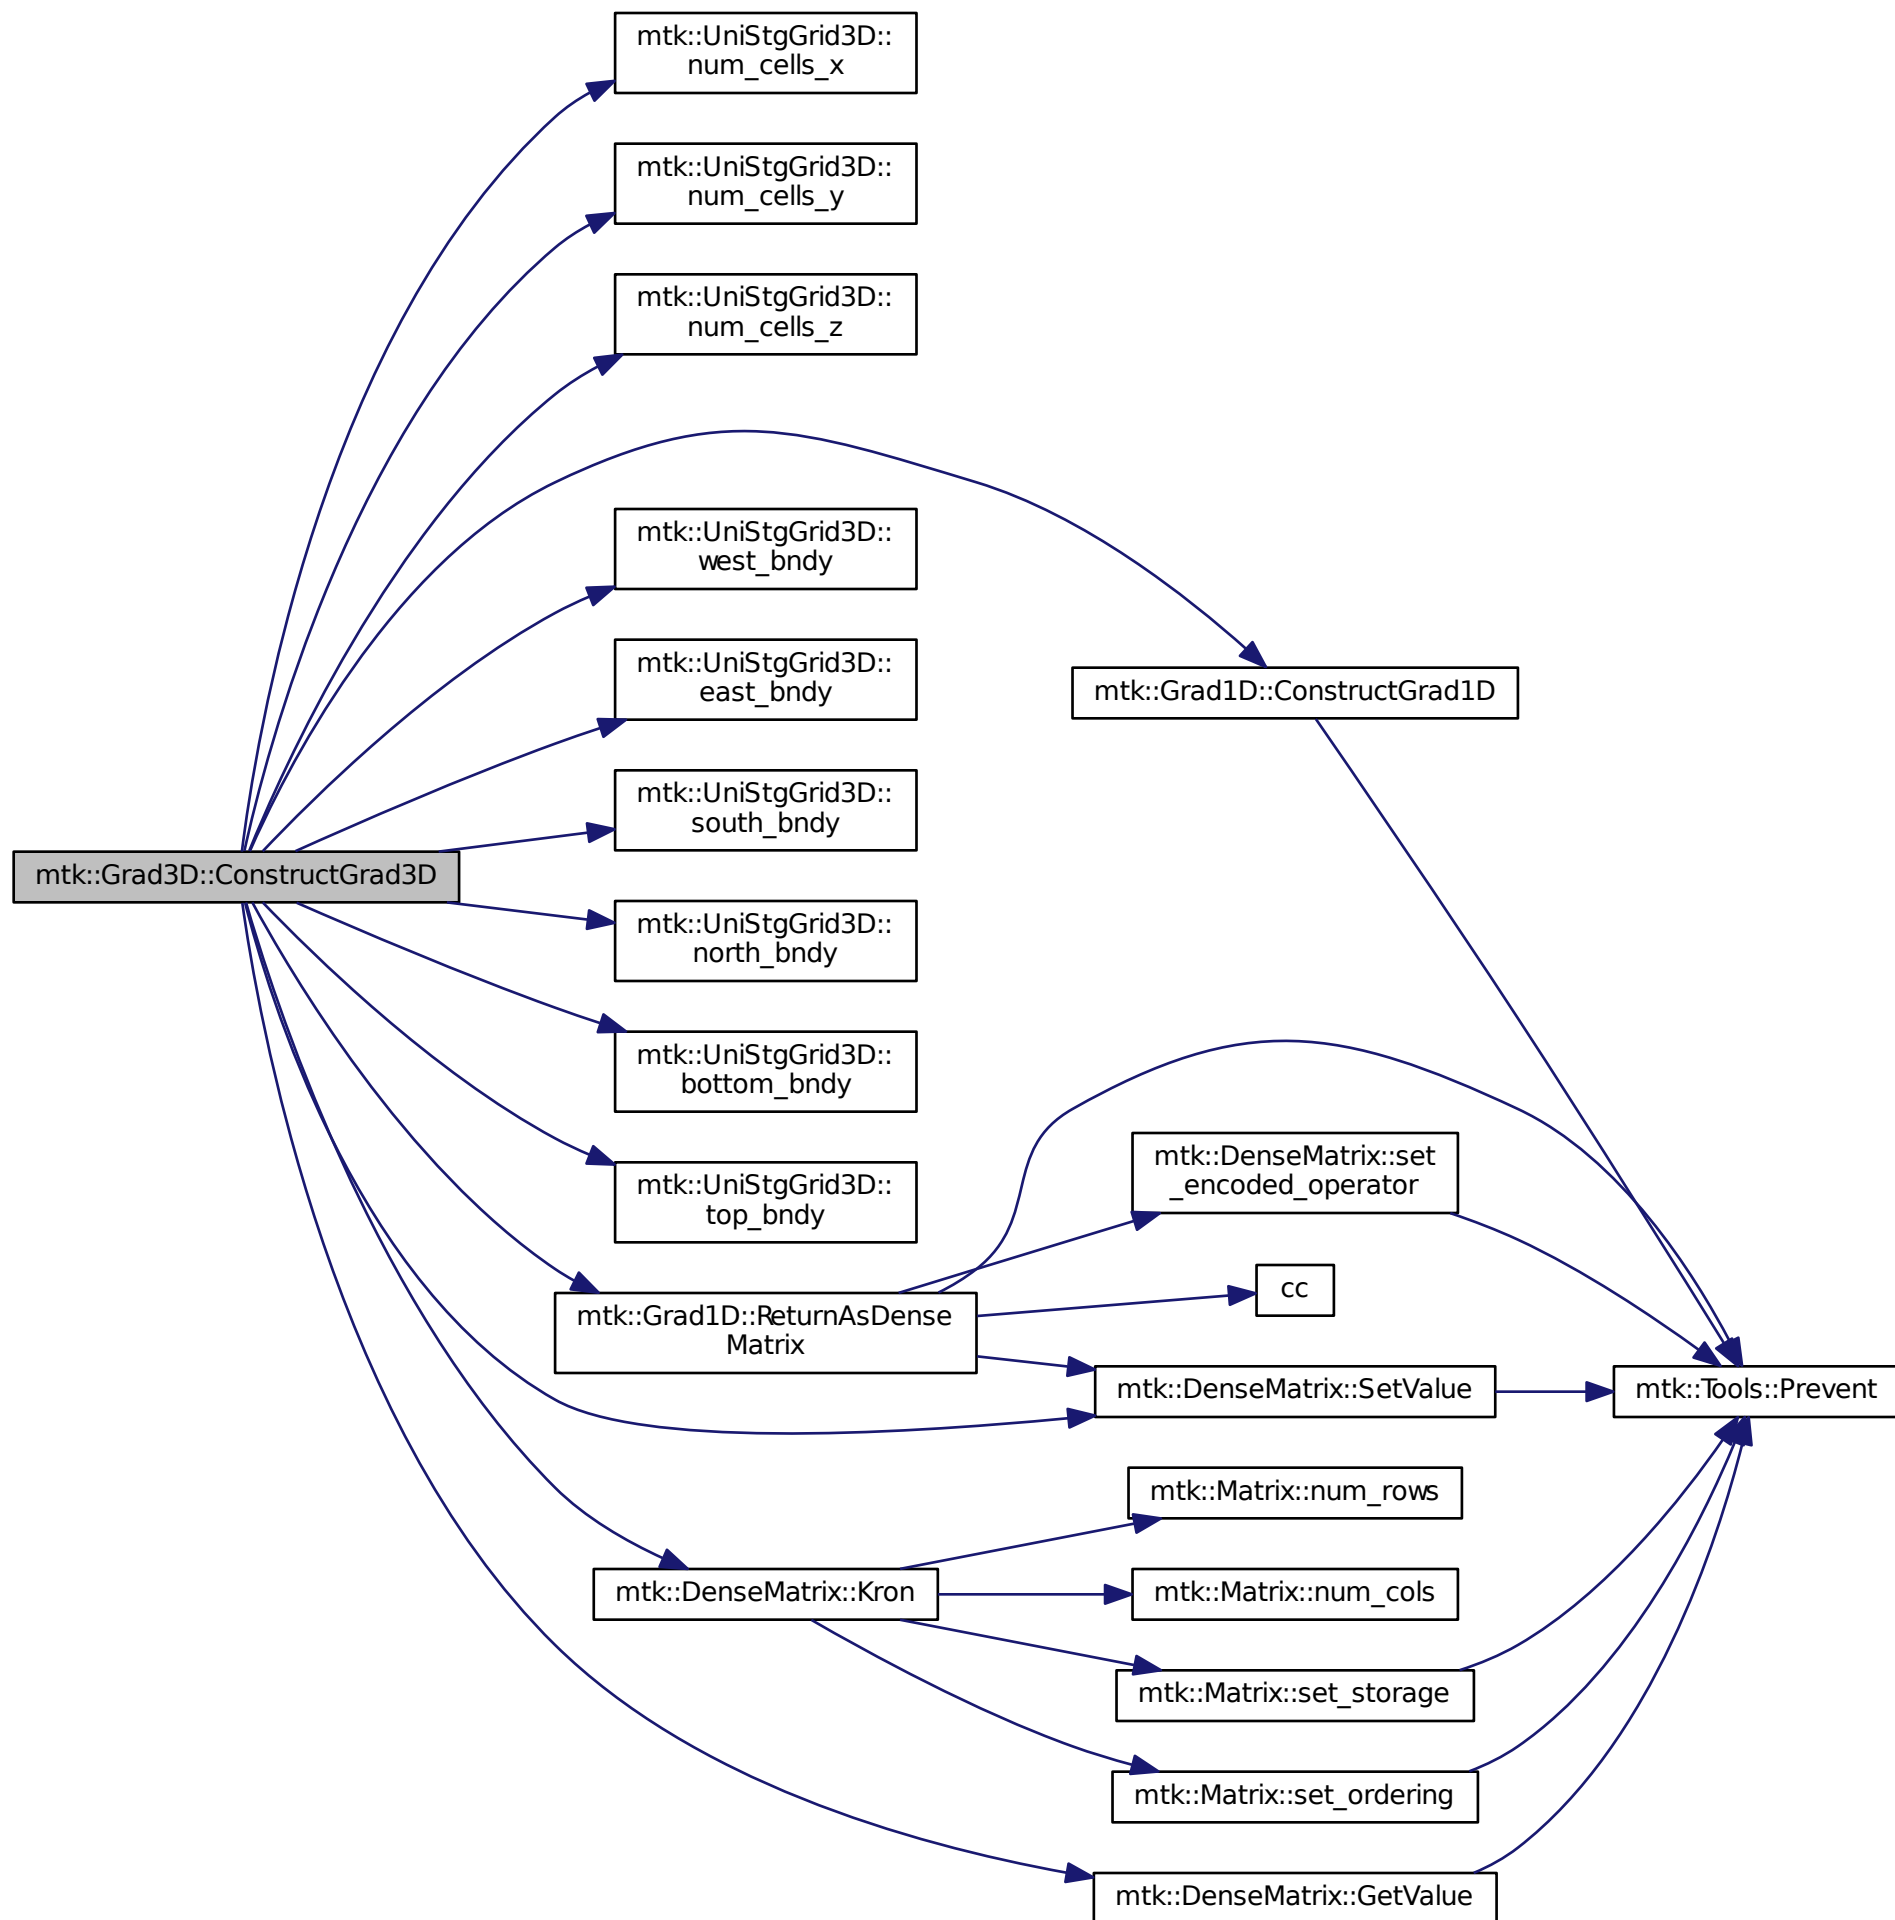 mtk::UniStgGrid3D::
num_cells_x
mtk::UniStgGrid3D::
num_cells_y
mtk::UniStgGrid3D::
num_cells_z
mtk::UniStgGrid3D::
west_bndy
mtk::UniStgGrid3D::
east_bndy
mtk::Grad1D::ConstructGrad1D
mtk::UniStgGrid3D::
south_bndy
mtk::Grad3D::ConstructGrad3D
mtk::UniStgGrid3D::
north_bndy
mtk::UniStgGrid3D::
bottom_bndy
mtk::UniStgGrid3D::
top_bndy
mtk::DenseMatrix::set
_encoded_operator
cc
mtk::Grad1D::ReturnAsDense
Matrix
mtk::DenseMatrix::SetValue
mtk::Tools::Prevent
mtk::Matrix::num_rows
mtk::DenseMatrix::Kron
mtk::Matrix::num_cols
mtk::Matrix::set_storage
mtk::Matrix::set_ordering
mtk::DenseMatrix::GetValue